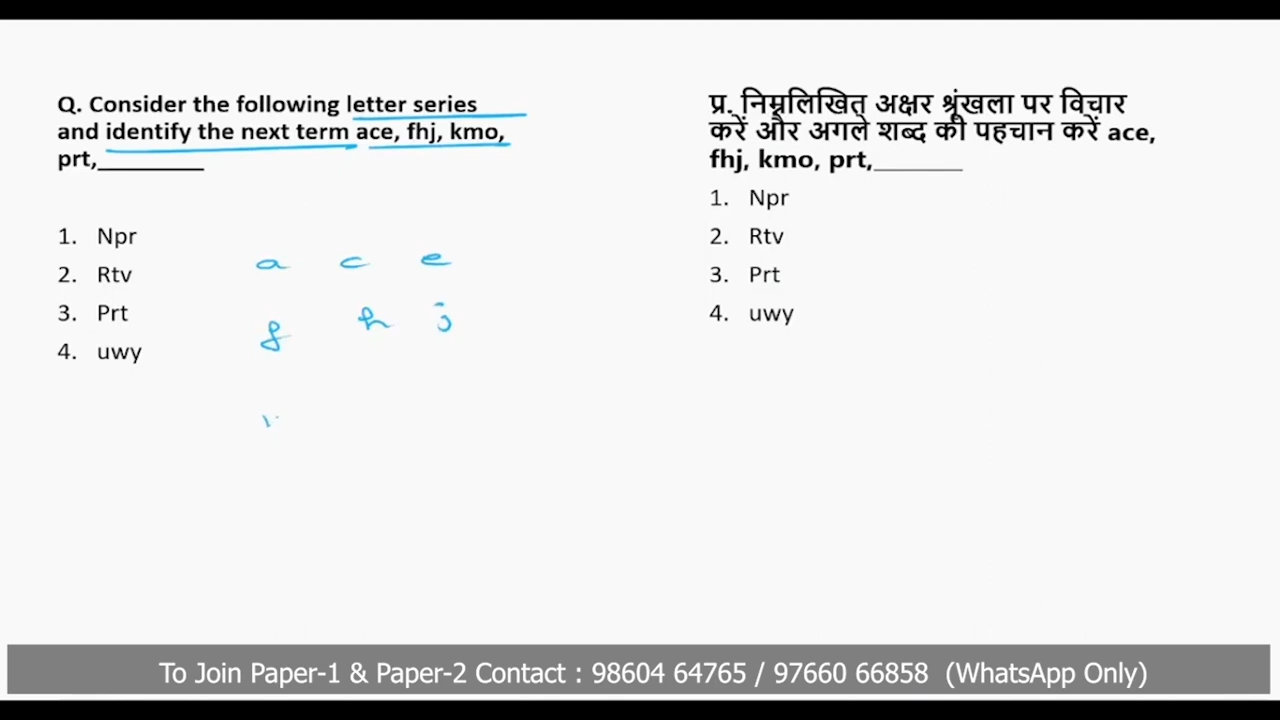 Q. Consider the following letter series
and identify the next term ace, fhj, kmo,
prt,_________
1. Npr
2. Rtv
3. Prt
4. uwy
a c e
f h j
प्र. निम्नलिखित अक्षर श्रृंखला पर विचार
करें और अगले शब्द की पहचान करें ace,
fhj, kmo, prt,_______
1. Npr
2. Rtv
3. Prt
4. uwy
To Join Paper-1 & Paper-2 Contact : 98604 64765 / 97660 66858 (WhatsApp Only)